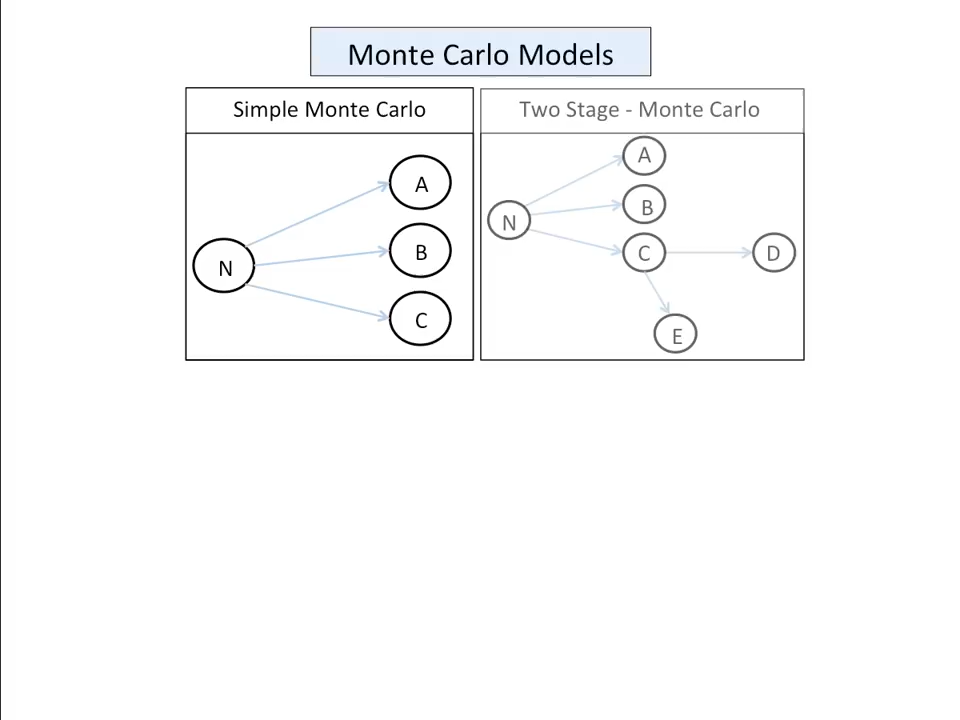 Monte Carlo Models
Simple Monte Carlo
N
A
B
C
Two Stage - Monte Carlo
N
A
B
C
D
E